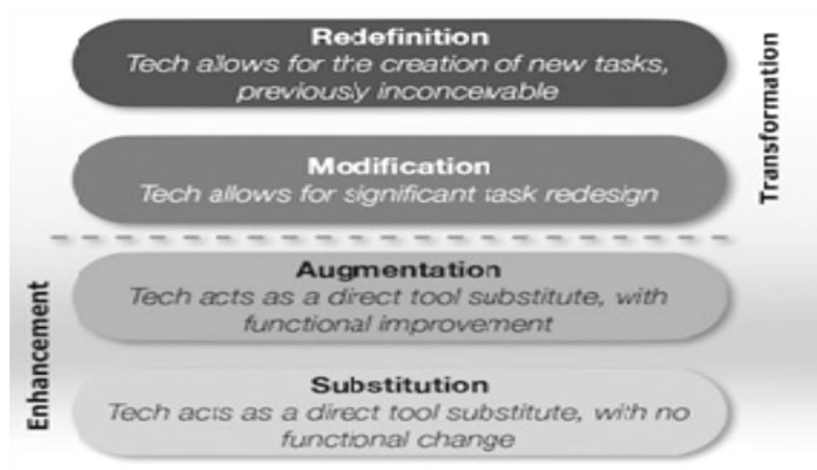 Redefinition
Tech allows for the creation of new tasks,
previously inconceivable
Transformation
Modification
Tech allows for significant task redesign
Augmentation
Tech acts as a direct tool substitute, with
functional improvement
Enhancement
Substitution
Tech acts as a direct tool substitute, with no
functional change